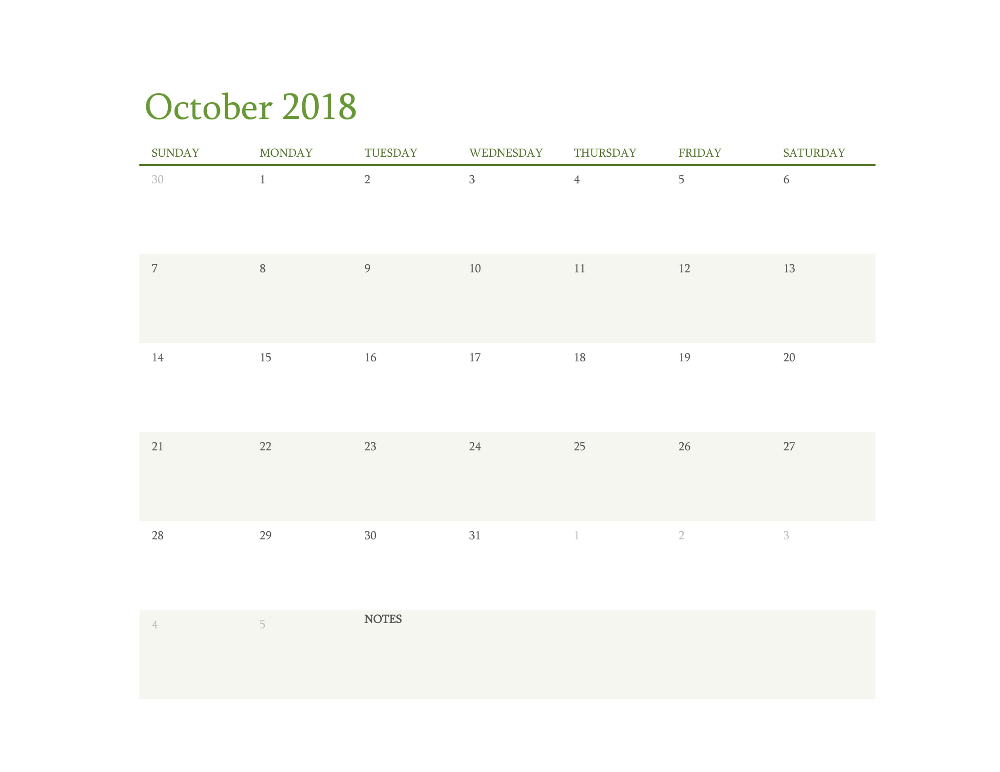 October 2018
SUNDAY MONDAY TUESDAY WEDNESDAY THURSDAY FRIDAY SATURDAY
30 1 2 3 4 5 6
7 8 9 10 11 12 13
14 15 16 17 18 19 20
21 22 23 24 25 26 27
28 29 30 31 1 2 3
4 5 NOTES